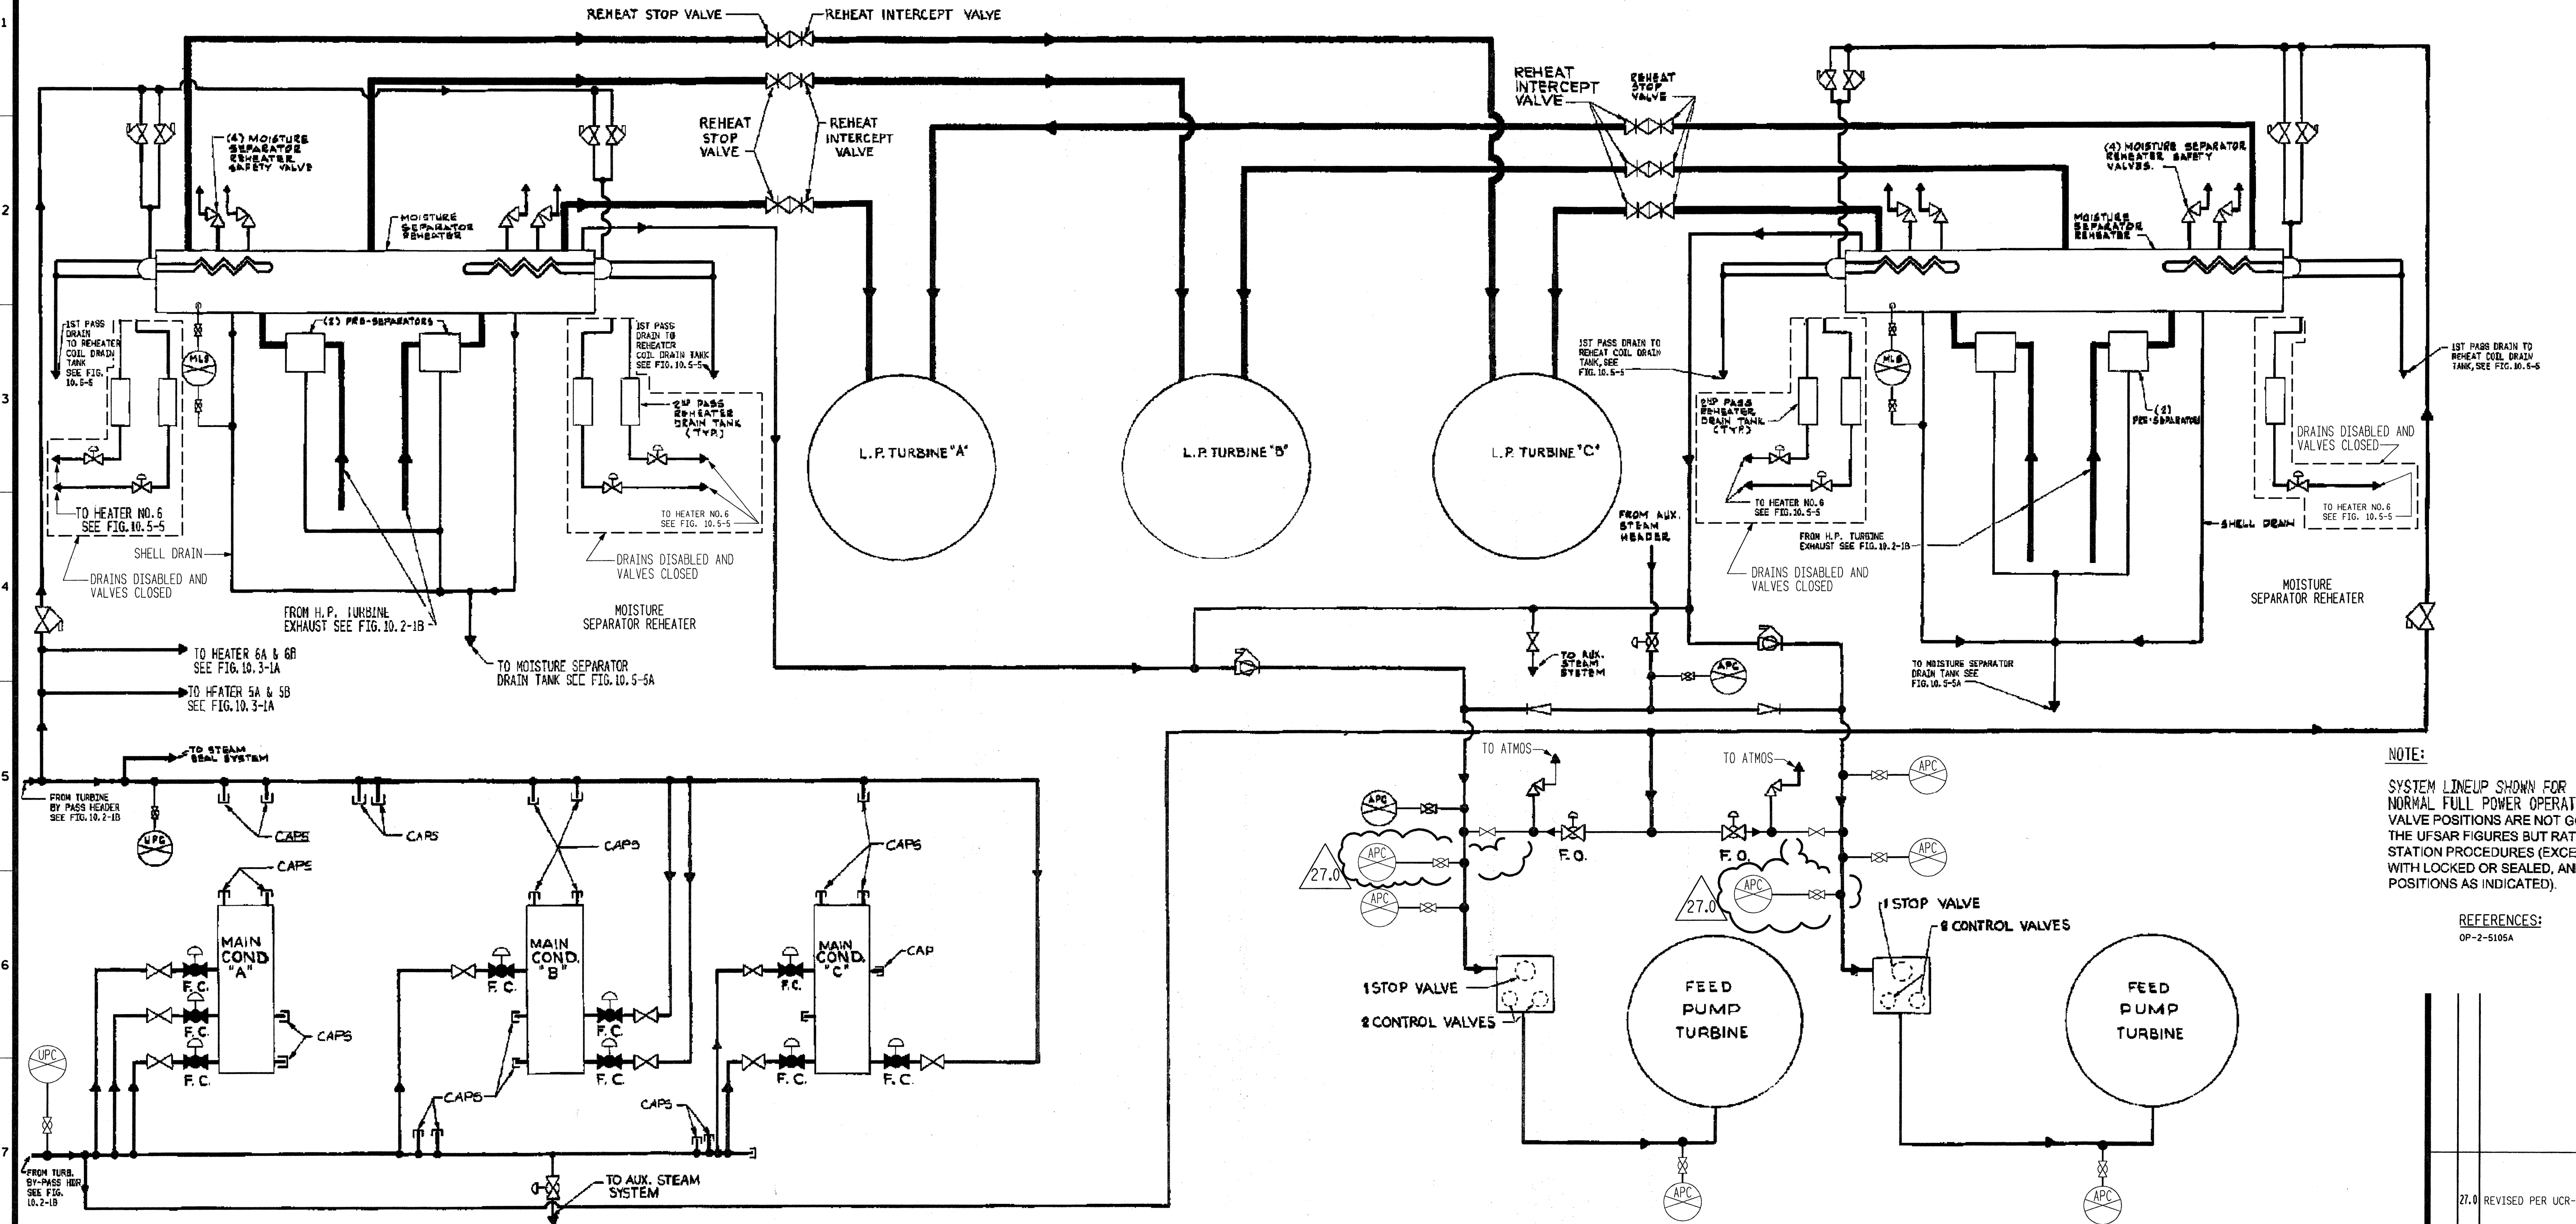 1
2
3
4
5
6
7
REHEAT STOP VALVE
REHEAT INTERCEPT VALVE
(4) MOISTURE
SEPARATOR
REHEATER
SAFETY VALVE
REHEAT
STOP
VALVE
REHEAT
INTERCEPT
VALVE
REHEAT
INTERCEPT
VALVE
REHEAT
STOP
VALVE
(4) MOISTURE SEPARATOR
REHEATER SAFETY
VALVES.
MOISTURE
SEPARATOR
REHEATER
MOISTURE
SEPARATOR
REHEATER
1ST PASS
DRAIN
TO REHEATER
COIL DRAIN
TANK
SEE FIG.
10.5-5
MLB
(2) PRE-SEPARATORS
1ST PASS
DRAIN TO
REHEATER
COIL DRAIN TANK
SEE FIG. 10.5-5
2ND PASS
REHEATER
DRAIN TANK
(TYP.)
TO HEATER NO.6
SEE FIG.10.5-5
TO HEATER NO.6
SEE FIG. 10.5-5
SHELL DRAIN
DRAINS DISABLED AND
VALVES CLOSED
DRAINS DISABLED AND
VALVES CLOSED
FROM H.P. TURBINE
EXHAUST SEE FIG.10.2-1B
MOISTURE
SEPARATOR REHEATER
TO MOISTURE SEPARATOR
DRAIN TANK SEE FIG.10.5-5A
TO HEATER 6A & 6B
SEE FIG.10.3-1A
TO HEATER 5A & 5B
SEE FIG.10.3-1A
L.P. TURBINE "A"
L.P. TURBINE "B"
L.P. TURBINE "C"
1ST PASS DRAIN TO
REHEAT COIL DRAIN
TANK, SEE
FIG.10.5-5
2ND PASS
REHEATER
DRAIN TANK
(TYP.)
MLB
TO HEATER NO.6
SEE FIG.10.5-5
FROM H.P. TURBINE
EXHAUST SEE FIG.10.2-1B
DRAINS DISABLED AND
VALVES CLOSED
(2)
PRE-SEPARATORS
SHELL DRAIN
1ST PASS DRAIN TO
REHEAT COIL DRAIN
TANK, SEE FIG.10.5-5
DRAINS DISABLED AND
VALVES CLOSED
TO HEATER NO.6
SEE FIG. 10.5-5
MOISTURE
SEPARATOR REHEATER
TO MOISTURE SEPARATOR
DRAIN TANK SEE
FIG.10.5-5A
FROM AUX.
STEAM
HEADER
TO AUX.
STEAM
SYSTEM
APC
TO STEAM
SEAL SYSTEM
FROM TURBINE
BY PASS HEADER
SEE FIG.10.2-1B
UPC
CAPS
CAPS
CAPS
CAPS
CAPS
MAIN
COND.
"A"
MAIN
COND.
"B"
MAIN
COND.
"C"
CAP
F.C.
F.C.
F.C.
F.C.
F.C.
F.C.
F.C.
F.C.
F.C.
CAPS
CAPS
CAPS
UPC
FROM TURB.
BY-PASS HDR
SEE FIG.
10.2-1B
TO AUX. STEAM
SYSTEM
TO ATMOS
TO ATMOS
APC
APC
APC
27.0
F.O.
F.O.
APC
APC
APC
27.0
1 STOP VALVE
2 CONTROL VALVES
1 STOP VALVE
2 CONTROL VALVES
FEED
PUMP
TURBINE
FEED
PUMP
TURBINE
APC
APC
NOTE:
SYSTEM LINEUP SHOWN FOR
NORMAL FULL POWER OPERAT
VALVE POSITIONS ARE NOT G
THE UFSAR FIGURES BUT RAT
STATION PROCEDURES (EXCE
WITH LOCKED OR SEALED, AN
POSITIONS AS INDICATED).
REFERENCES:
OP-2-5105A
27.0 REVISED PER UCR-